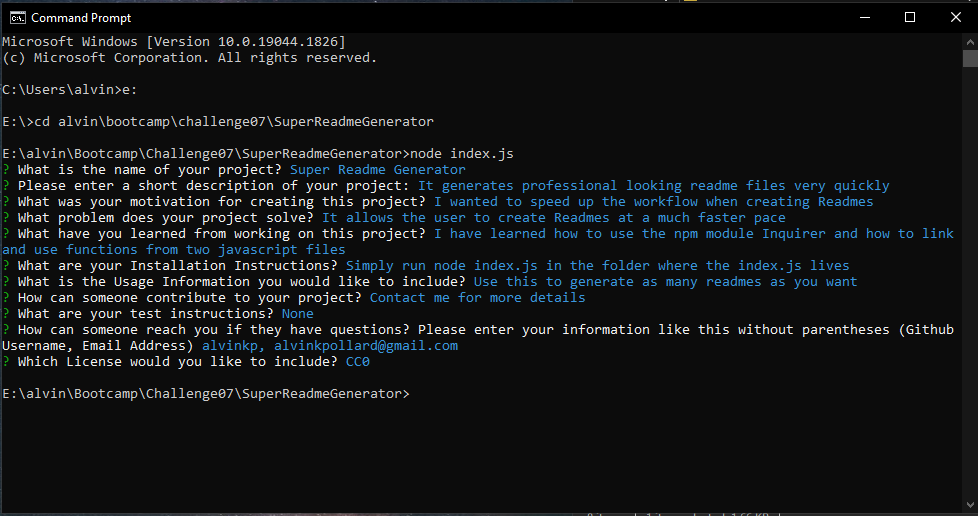 Command Prompt
Microsoft Windows [Version 10.0.19044.1826]
(c) Microsoft Corporation. All rights reserved.
C:\Users\alvin>e:
E:\>cd alvin\bootcamp\challenge07\SuperReadmeGenerator
E:\alvin\Bootcamp\Challenge07\SuperReadmeGenerator>node index.js
? What is the name of your project? Super Readme Generator
? Please enter a short description of your project: It generates professional looking readme files very quickly
? What was your motivation for creating this project? I wanted to speed up the workflow when creating Readmes
? What problem does your project solve? It allows the user to create Readmes at a much faster pace
? What have you learned from working on this project? I have learned how to use the npm module Inquirer and how to link
and use functions from two javascript files
? What are your Installation Instructions? Simply run node index.js in the folder where the index.js lives
? What is the Usage Information you would like to include? Use this to generate as many readmes as you want
? How can someone contribute to your project? Contact me for more details
? What are your test instructions? None
? How can someone reach you if they have questions? Please enter your information like this without parentheses (Github
Username, Email Address) alvinkp, alvinkpollard@gmail.com
? Which License would you like to include? CC0
E:\alvin\Bootcamp\Challenge07\SuperReadmeGenerator>